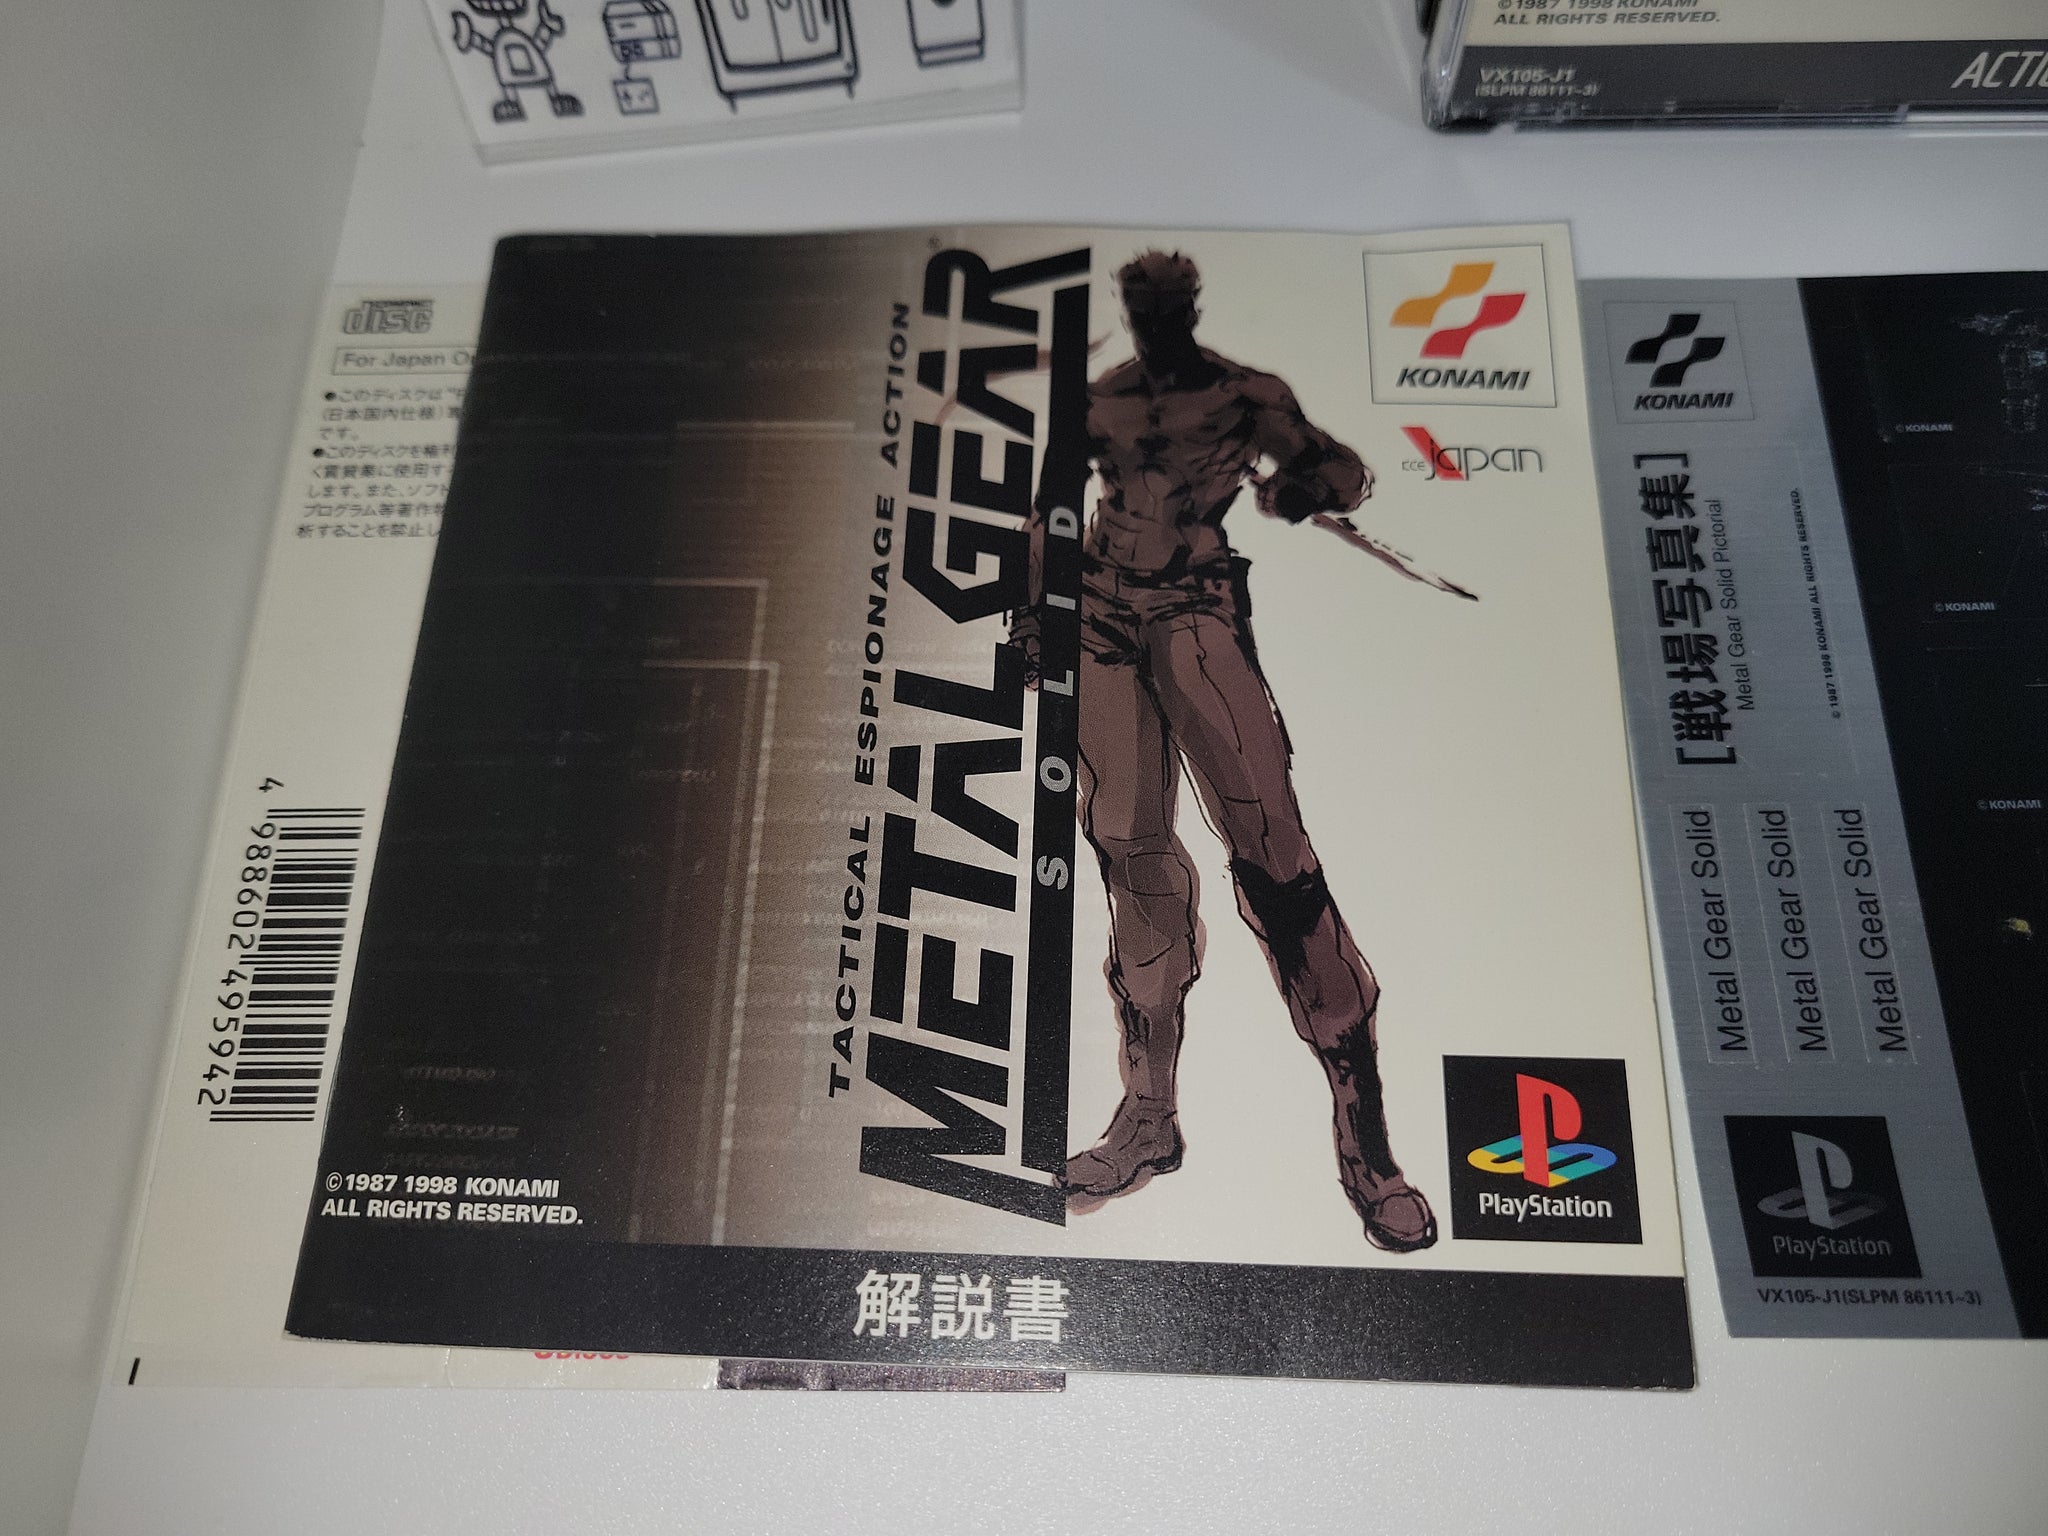 ©1987 1998 KONAMI
ALL RIGHTS RESERVED.
VX105-J1
(SLPM 86111~3)
disc
For Japan
●このディスクは
(日本国内仕様)
です。
●このディスクを権利
く賃貸業に使用す
します。また、ソフト
プログラム等著作
析することを禁止し
4 988602 495942
TACTICAL ESPIONAGE ACTION
METAL GEAR
SOLID
KONAMI
KCE Japan
PlayStation
©1987 1998 KONAMI
ALL RIGHTS RESERVED.
解説書
KONAMI
[戦場写真集]
Metal Gear Solid Pictorial
©1987 1998 KONAMI ALL RIGHTS RESERVED.
Metal Gear Solid
Metal Gear Solid
Metal Gear Solid
©KONAMI
©KONAMI
©KONAMI
PlayStation
VX105-J1(SLPM 86111~3)